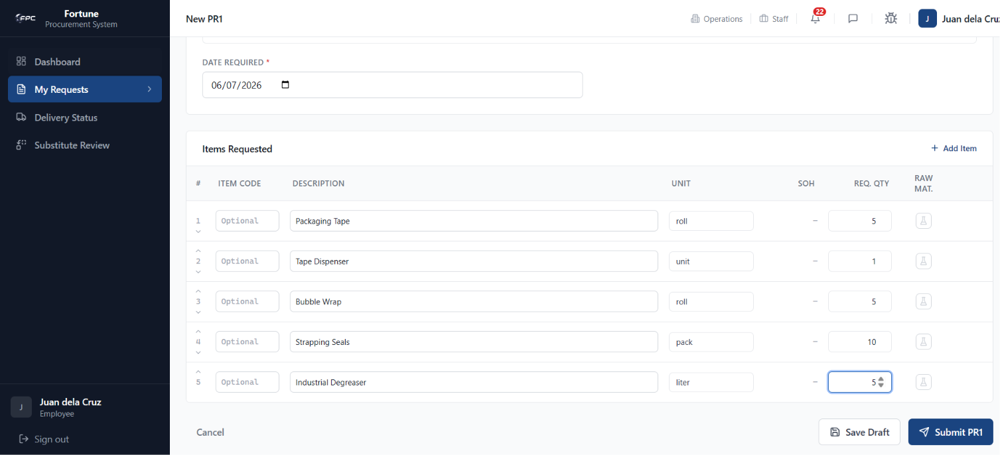 FPC
Fortune
Procurement System
New PR1
Operations
Staff
22
J
Juan dela Cru
Dashboard
My Requests
Delivery Status
Substitute Review
DATE REQUIRED *
06/07/2026
Items Requested
+ Add Item
# ITEM CODE DESCRIPTION UNIT SOH REQ. QTY RAW MAT.
1 Optional Packaging Tape roll – 5
2 Optional Tape Dispenser unit – 1
3 Optional Bubble Wrap roll – 5
4 Optional Strapping Seals pack – 10
5 Optional Industrial Degreaser liter – 5
J
Juan dela Cruz
Employee
Sign out
Cancel
Save Draft
Submit PR1